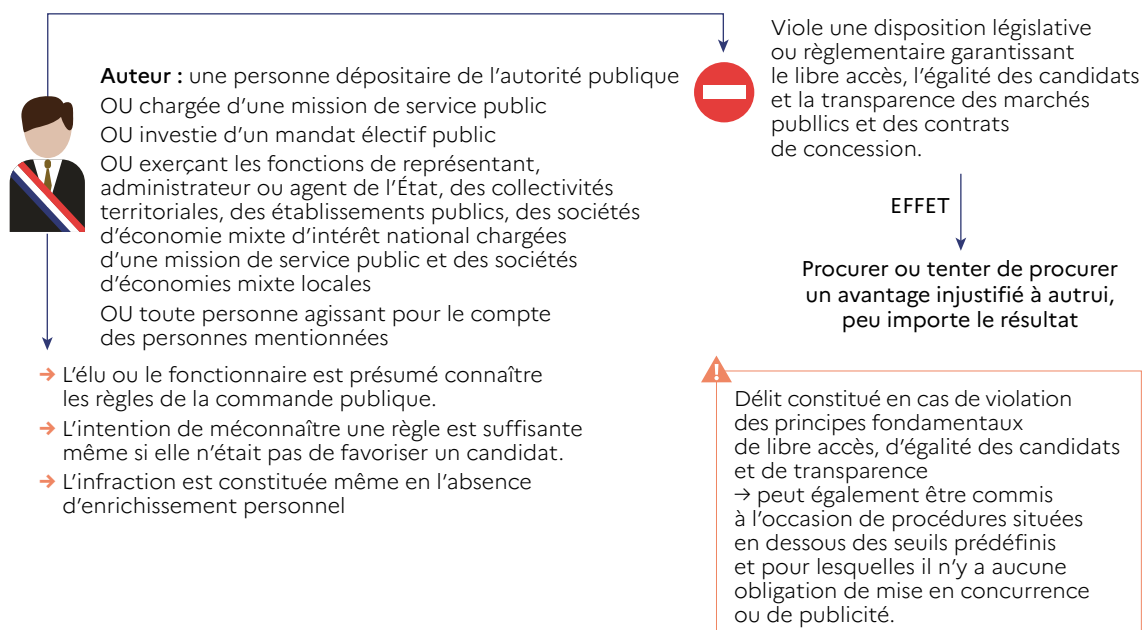 Auteur : une personne dépositaire de l'autorité publique
OU chargée d'une mission de service public
OU investie d'un mandat électif public
OU exerçant les fonctions de représentant,
administrateur ou agent de l'État, des collectivités
territoriales, des établissements publics, des sociétés
d'économie mixte d'intérêt national chargées
d'une mission de service public et des sociétés
d'économies mixte locales
OU toute personne agissant pour le compte
des personnes mentionnées
→ L'élu ou le fonctionnaire est présumé connaître
les règles de la commande publique.
→ L'intention de méconnaître une règle est suffisante
même si elle n'était pas de favoriser un candidat.
→ L'infraction est constituée même en l'absence
d'enrichissement personnel
Viole une disposition législative
ou règlementaire garantissant
le libre accès, l'égalité des candidats
et la transparence des marchés
publlics et des contrats
de concession.
EFFET
Procurer ou tenter de procurer
un avantage injustifié à autrui,
peu importe le résultat
Délit constitué en cas de violation
des principes fondamentaux
de libre accès, d'égalité des candidats
et de transparence
→ peut également être commis
à l'occasion de procédures situées
en dessous des seuils prédéfinis
et pour lesquelles il n'y a aucune
obligation de mise en concurrence
ou de publicité.